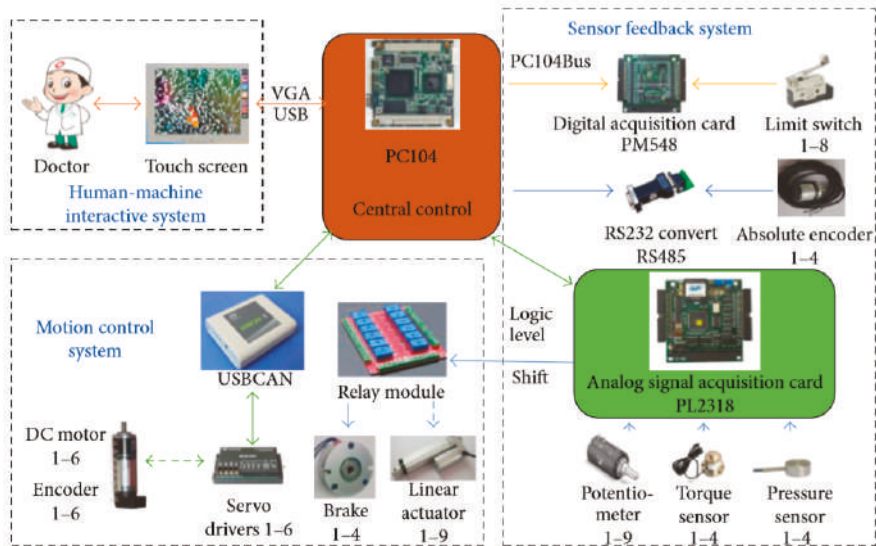 Sensor feedback system
VGA
USB
PC104
Central control
PC104Bus
Digital acquisition card
PM548
Limit switch
1–8
Doctor
Touch screen
Human-machine
interactive system
RS232 convert
RS485
Absolute encoder
1–4
Motion control
system
USBCAN
Relay module
Logic
level
Shift
Analog signal acquisition card
PL2318
DC motor
1–6
Encoder
1–6
Servo
drivers 1–6
Brake
1–4
Linear
actuator
1–9
Potentio-
meter
1–9
Torque
sensor
1–4
Pressure
sensor
1–4